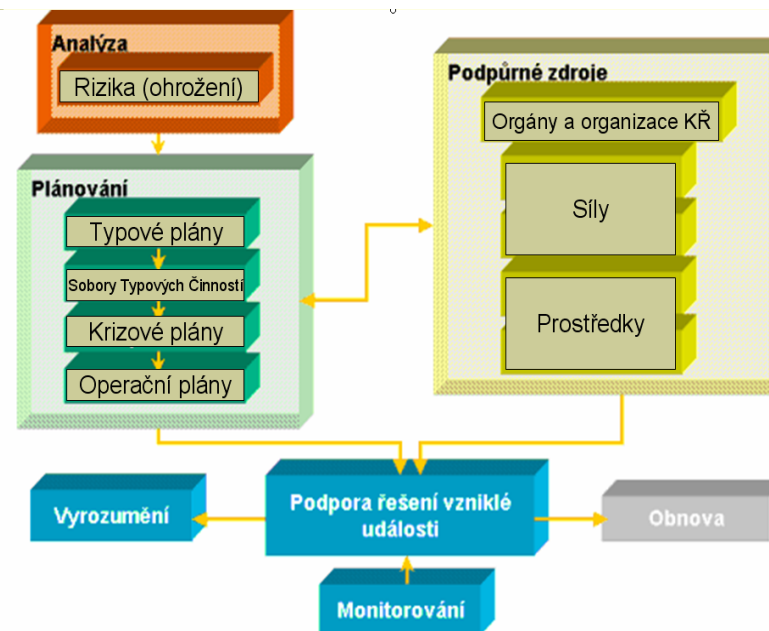 Analýza
Rizika (ohrožení)
Podpůrné zdroje
Orgány a organizace KŘ
Síly
Prostředky
Plánování
Typové plány
Sobory Typových Činností
Krizové plány
Operační plány
Vyrozumění
Podpora řešení vzniklé
události
Obnova
Monitorování